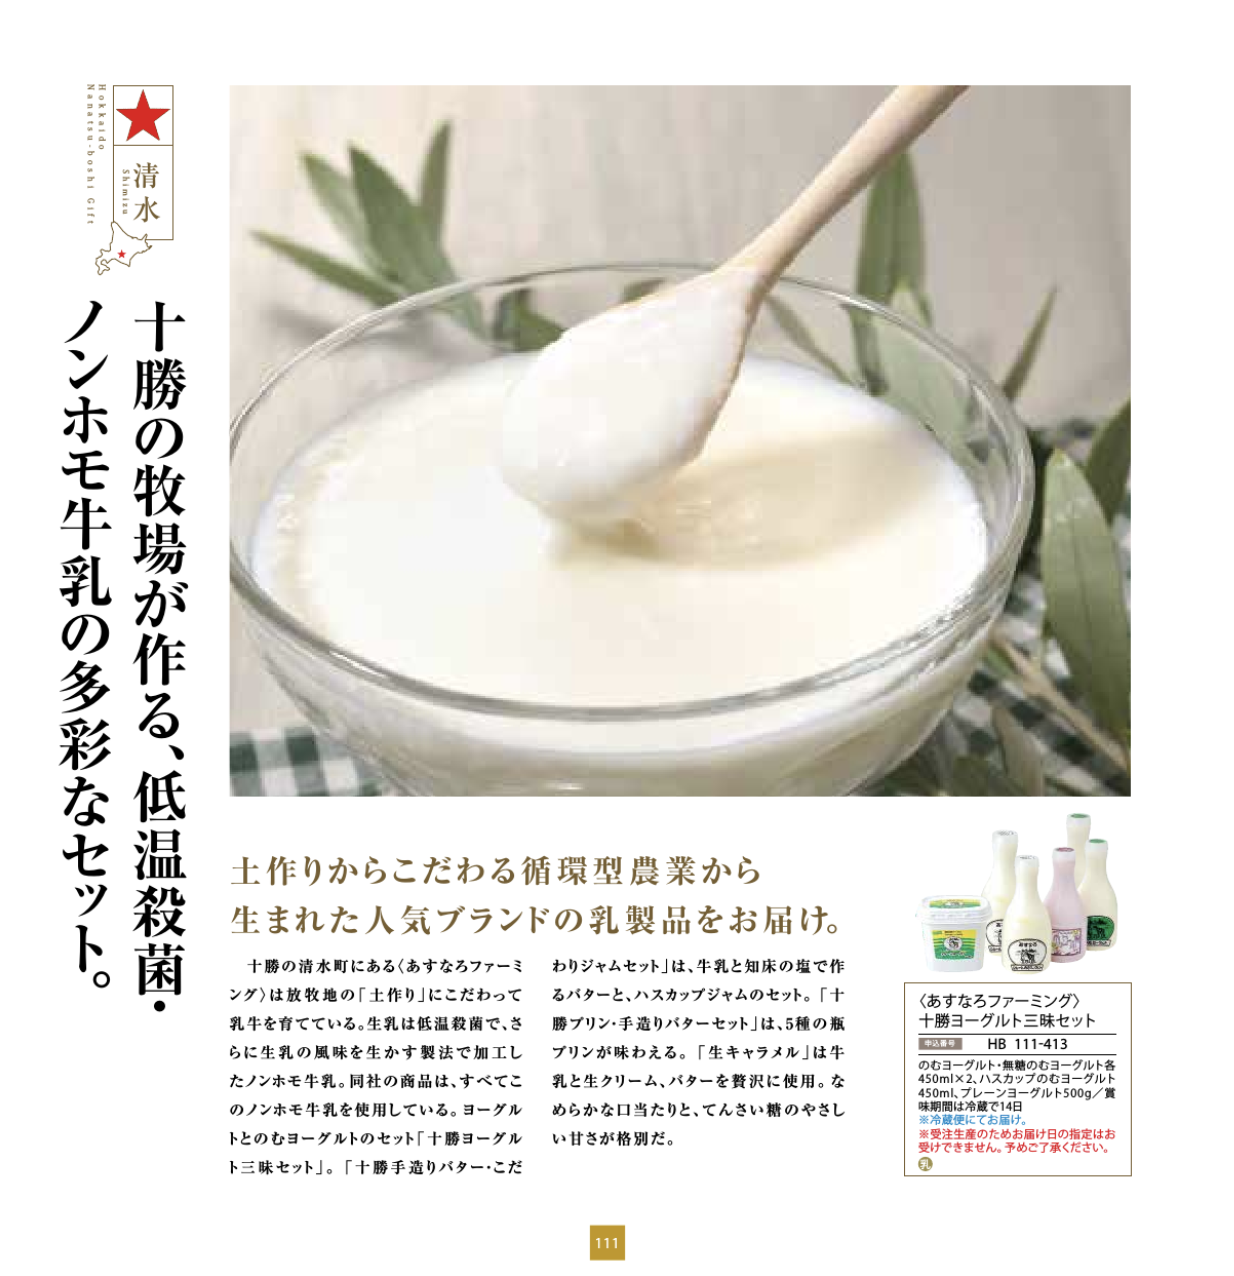 Hokkaido
Nanatsu-boshi Gift
清水
Shimizu
十勝の牧場が作る、低温殺菌・
ノンホモ牛乳の多彩なセット。
土作りからこだわる循環型農業から
生まれた人気ブランドの乳製品をお届け。
十勝の清水町にある〈あすなろファーミ
ング〉は放牧地の「土作り」にこだわって
乳牛を育てている。生乳は低温殺菌で、さ
らに生乳の風味を生かす製法で加工し
たノンホモ牛乳。同社の商品は、すべてこ
のノンホモ牛乳を使用している。ヨーグル
トとのむヨーグルトのセット「十勝ヨーグル
ト三昧セット」。「十勝手造りバター・こだ
わりジャムセット」は、牛乳と知床の塩で作
るバターと、ハスカップジャムのセット。「十
勝プリン・手造りバターセット」は、5種の瓶
プリンが味わえる。「生キャラメル」は牛
乳と生クリーム、バターを贅沢に使用。な
めらかな口当たりと、てんさい糖のやさし
い甘さが格別だ。
〈あすなろファーミング〉
十勝ヨーグルト三昧セット
申込番号 HB 111-413
のむヨーグルト・無糖のむヨーグルト各
450ml×2、ハスカップのむヨーグルト
450ml、プレーンヨーグルト500g／賞
味期間は冷蔵で14日
※冷蔵便にてお届け。
※受注生産のためお届け日の指定はお
受けできません。予めご了承ください。
乳
111